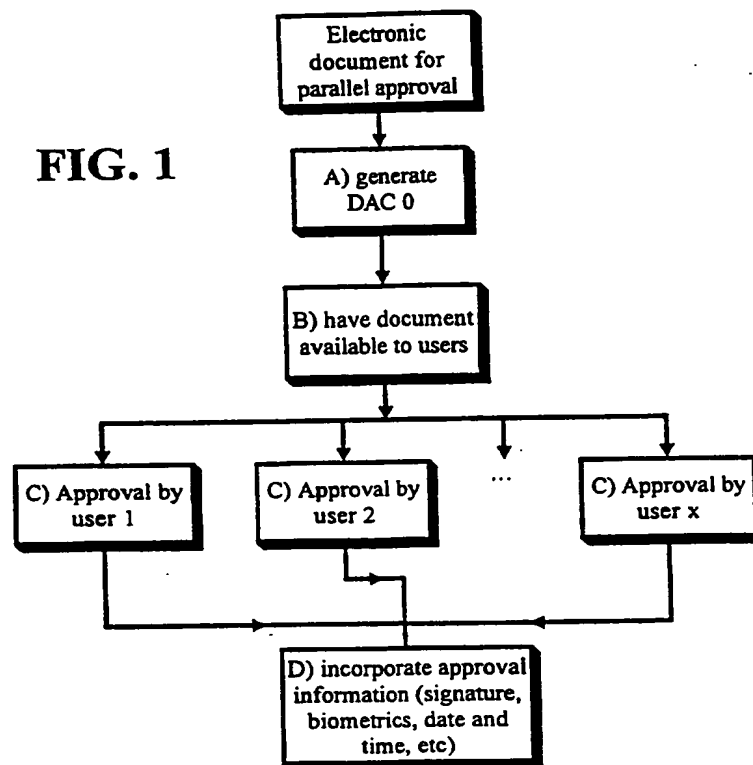 Electronic
document for
parallel approval
FIG. 1
A) generate
DAC 0
B) have document
available to users
...
C) Approval by
user 1
C) Approval by
user 2
C) Approval by
user x
D) incorporate approval
information (signature,
biometrics, date and
time, etc)